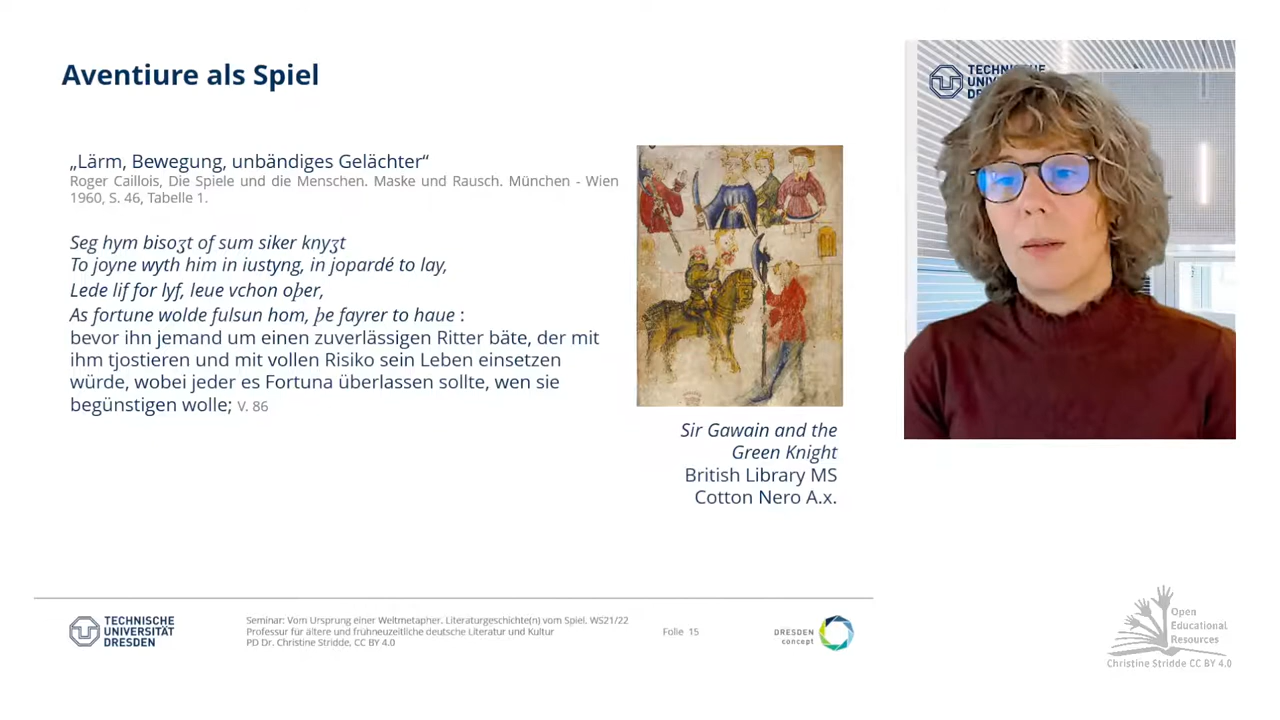 Aventiure als Spiel
„Lärm, Bewegung, unbändiges Gelächter“
Roger Caillois, Die Spiele und die Menschen. Maske und Rausch. München - Wien
1960, S. 46, Tabelle 1.
Seg hym bisoʒt of sum siker knyʒt
To joyne wyth him in iustyng, in jopardé to lay,
Lede lif for lyf, leue vchon oþer,
As fortune wolde fulsun hom, þe fayrer to haue :
bevor ihn jemand um einen zuverlässigen Ritter bäte, der mit
ihm tjostieren und mit vollen Risiko sein Leben einsetzen
würde, wobei jeder es Fortuna überlassen sollte, wen sie
begünstigen wolle; V. 86
Sir Gawain and the
Green Knight
British Library MS
Cotton Nero A.x.
TECHNISCHE
UNIVERSITÄT
DRESDEN
Seminar: Vom Ursprung einer Weltmetapher. Literaturgeschichte(n) vom Spiel. WS21/22
Professur für ältere und frühneuzeitliche deutsche Literatur und Kultur
PD Dr. Christine Stridde, CC BY 4.0
Folie 15
DRESDEN
concept
Open
Educational
Resources
Christine Stridde CC BY 4.0